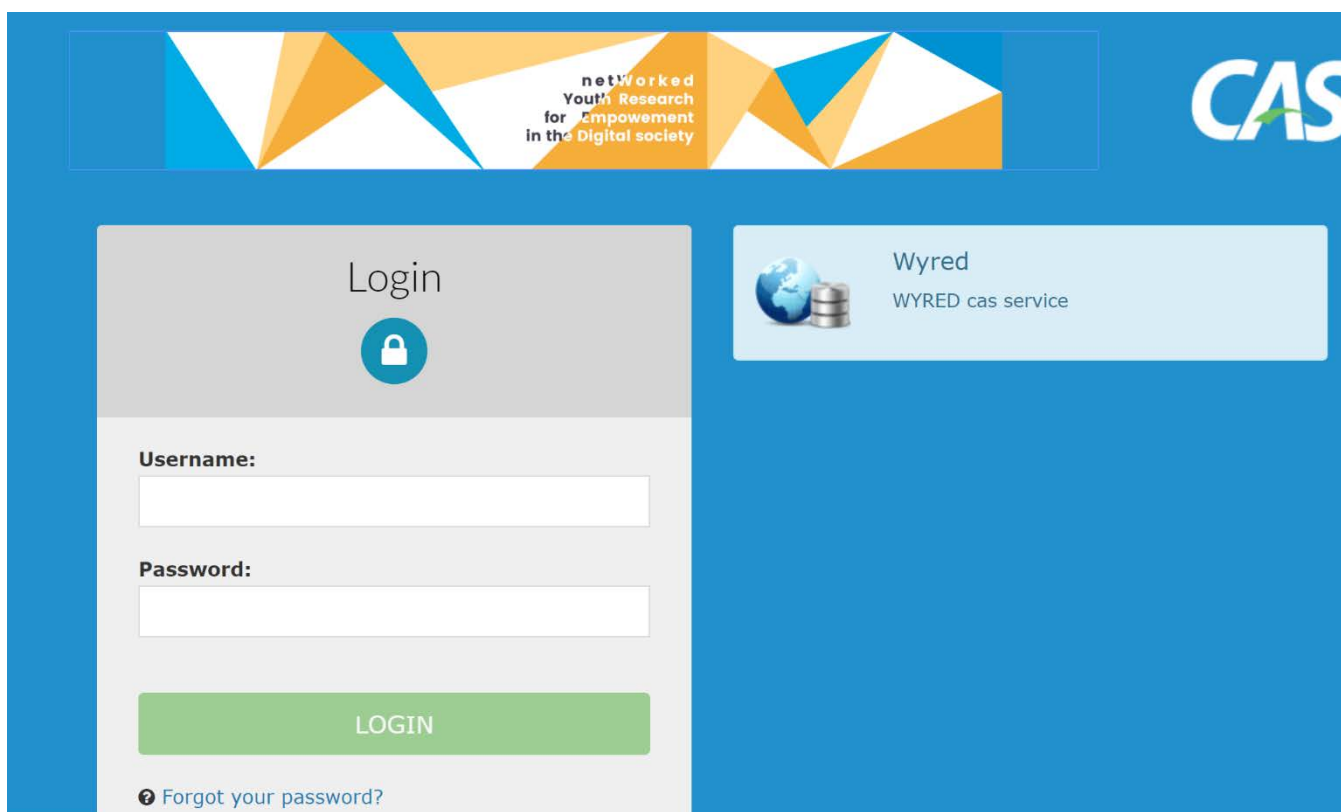 netWorked
Youth Research
for Empowement
in the Digital society
CAS
Login
Username:
Password:
LOGIN
Forgot your password?
Wyred
WYRED cas service